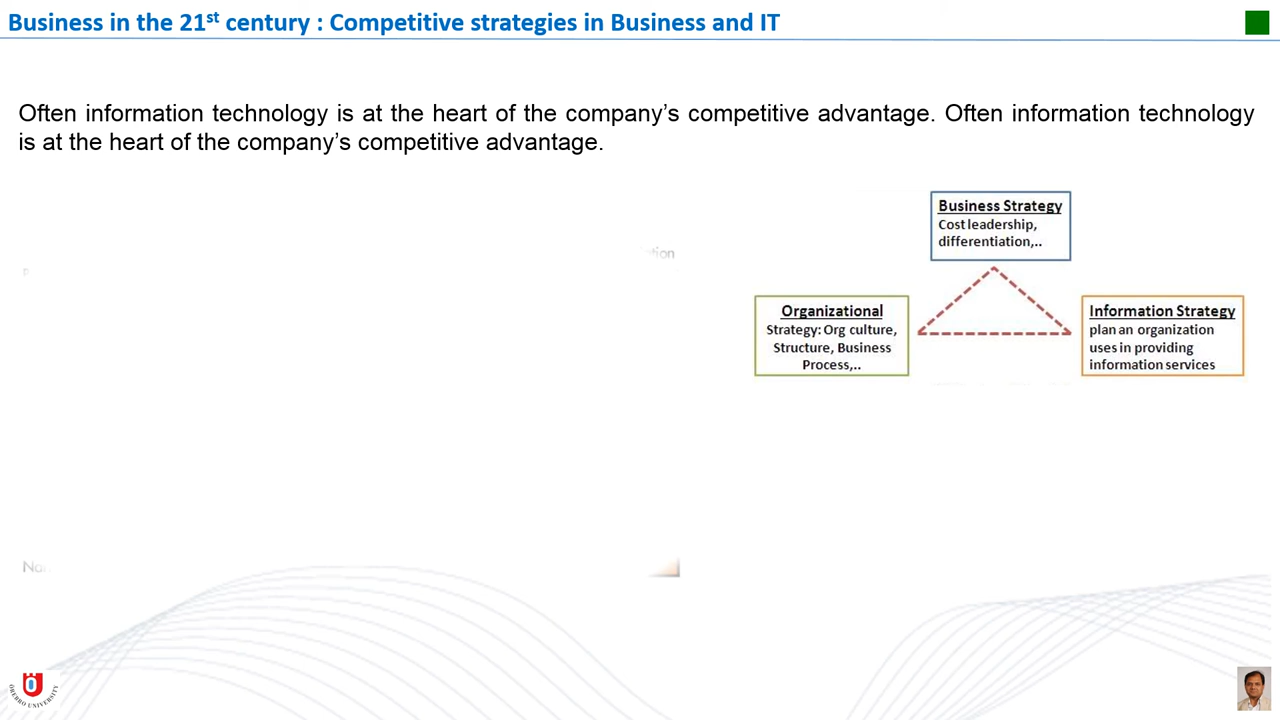 Business in the 21st century : Competitive strategies in Business and IT
Often information technology is at the heart of the company’s competitive advantage. Often information technology
is at the heart of the company’s competitive advantage.
Business Strategy
Cost leadership,
differentiation,..
Organizational
Strategy: Org culture,
Structure, Business
Process,..
Information Strategy
plan an organization
uses in providing
information services
ÖREBRO UNIVERSITY